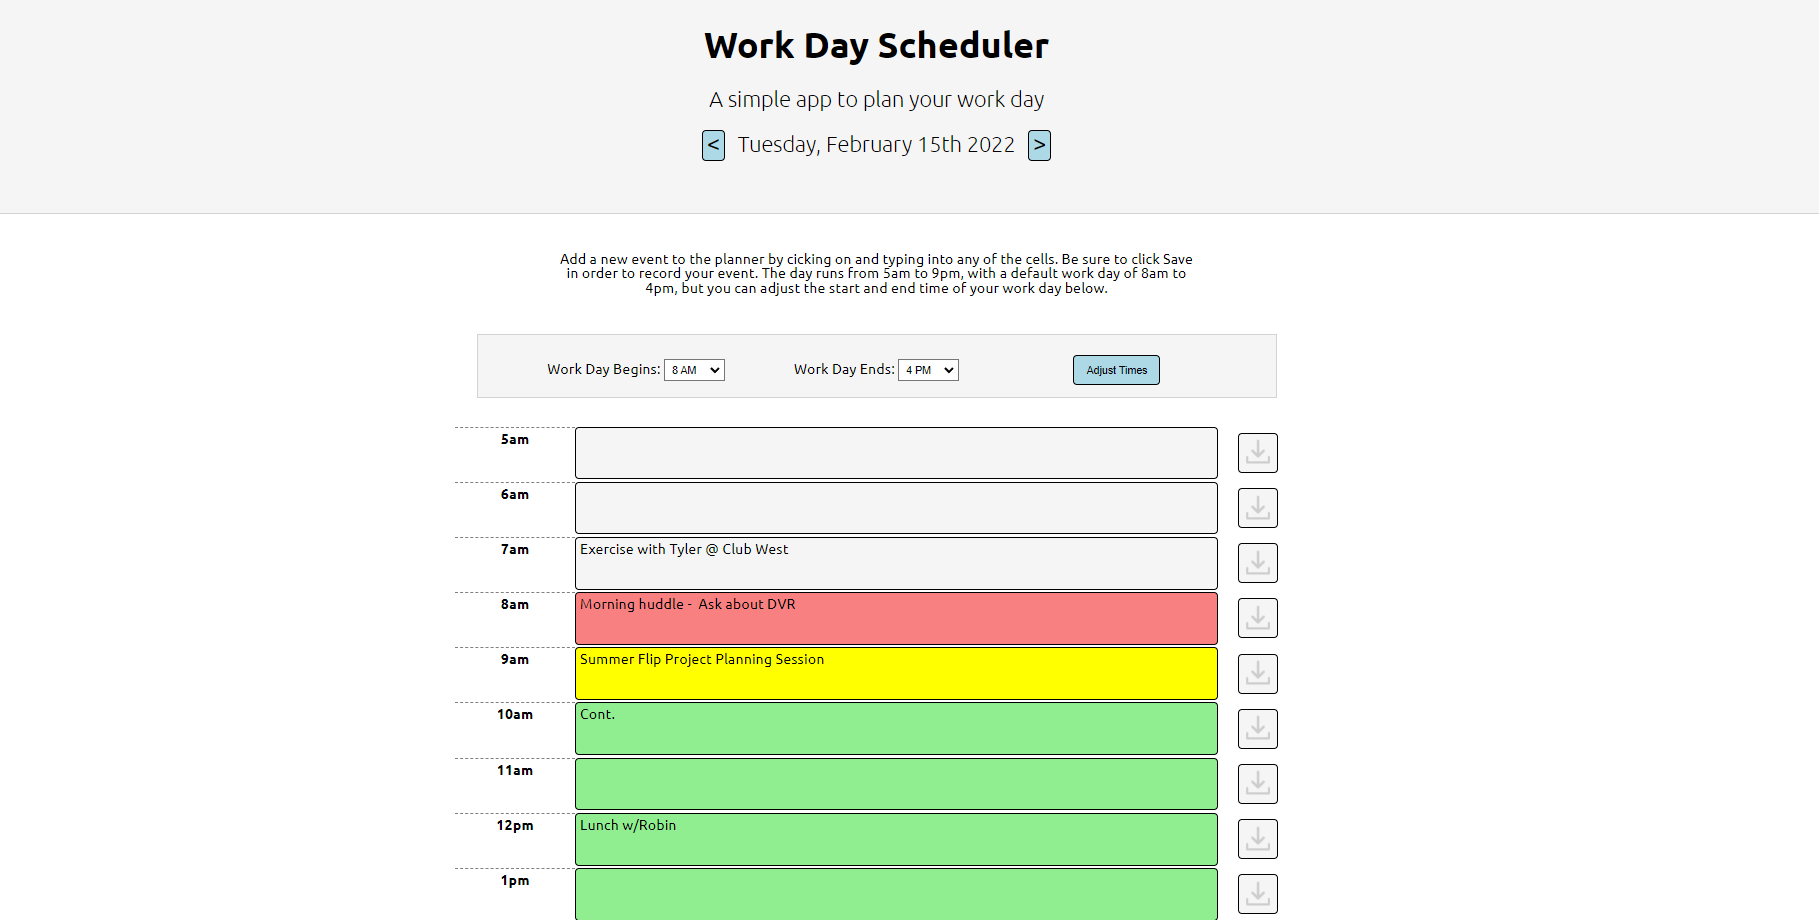 Work Day Scheduler
A simple app to plan your work day
< Tuesday, February 15th 2022 >
Add a new event to the planner by cicking on and typing into any of the cells. Be sure to click Save
in order to record your event. The day runs from 5am to 9pm, with a default work day of 8am to
4pm, but you can adjust the start and end time of your work day below.
Work Day Begins: 8 AM Work Day Ends: 4 PM Adjust Times
5am
6am
7am Exercise with Tyler @ Club West
8am Morning huddle - Ask about DVR
9am Summer Flip Project Planning Session
10am Cont.
11am
12pm Lunch w/Robin
1pm